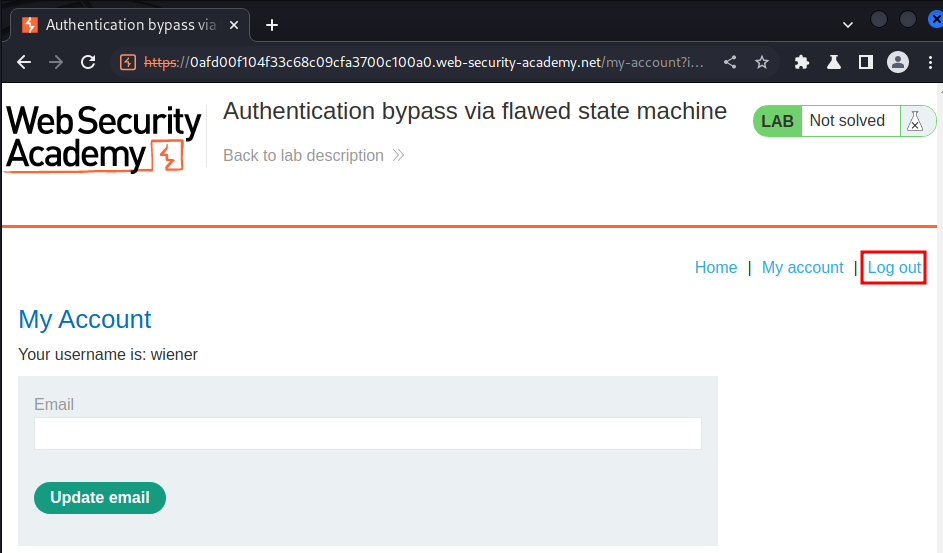 Authentication bypass via
https://0afd00f104f33c68c09cfa3700c100a0.web-security-academy.net/my-account?i...
Web Security
Academy
Authentication bypass via flawed state machine
Back to lab description
LAB Not solved
Home | My account | Log out
My Account
Your username is: wiener
Email
Update email